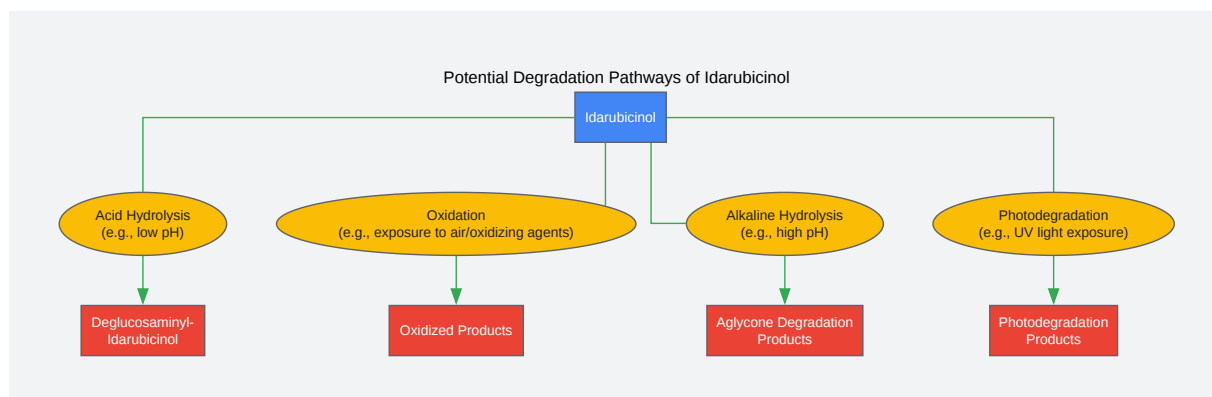 Potential Degradation Pathways of Idarubicinol
Idarubicinol
Acid Hydrolysis
(e.g., low pH)
Oxidation
(e.g., exposure to air/oxidizing agents)
Alkaline Hydrolysis
(e.g., high pH)
Photodegradation
(e.g., UV light exposure)
Deglucosaminyl-
Idarubicinol
Oxidized Products
Aglycone Degradation
Products
Photodegradation
Products